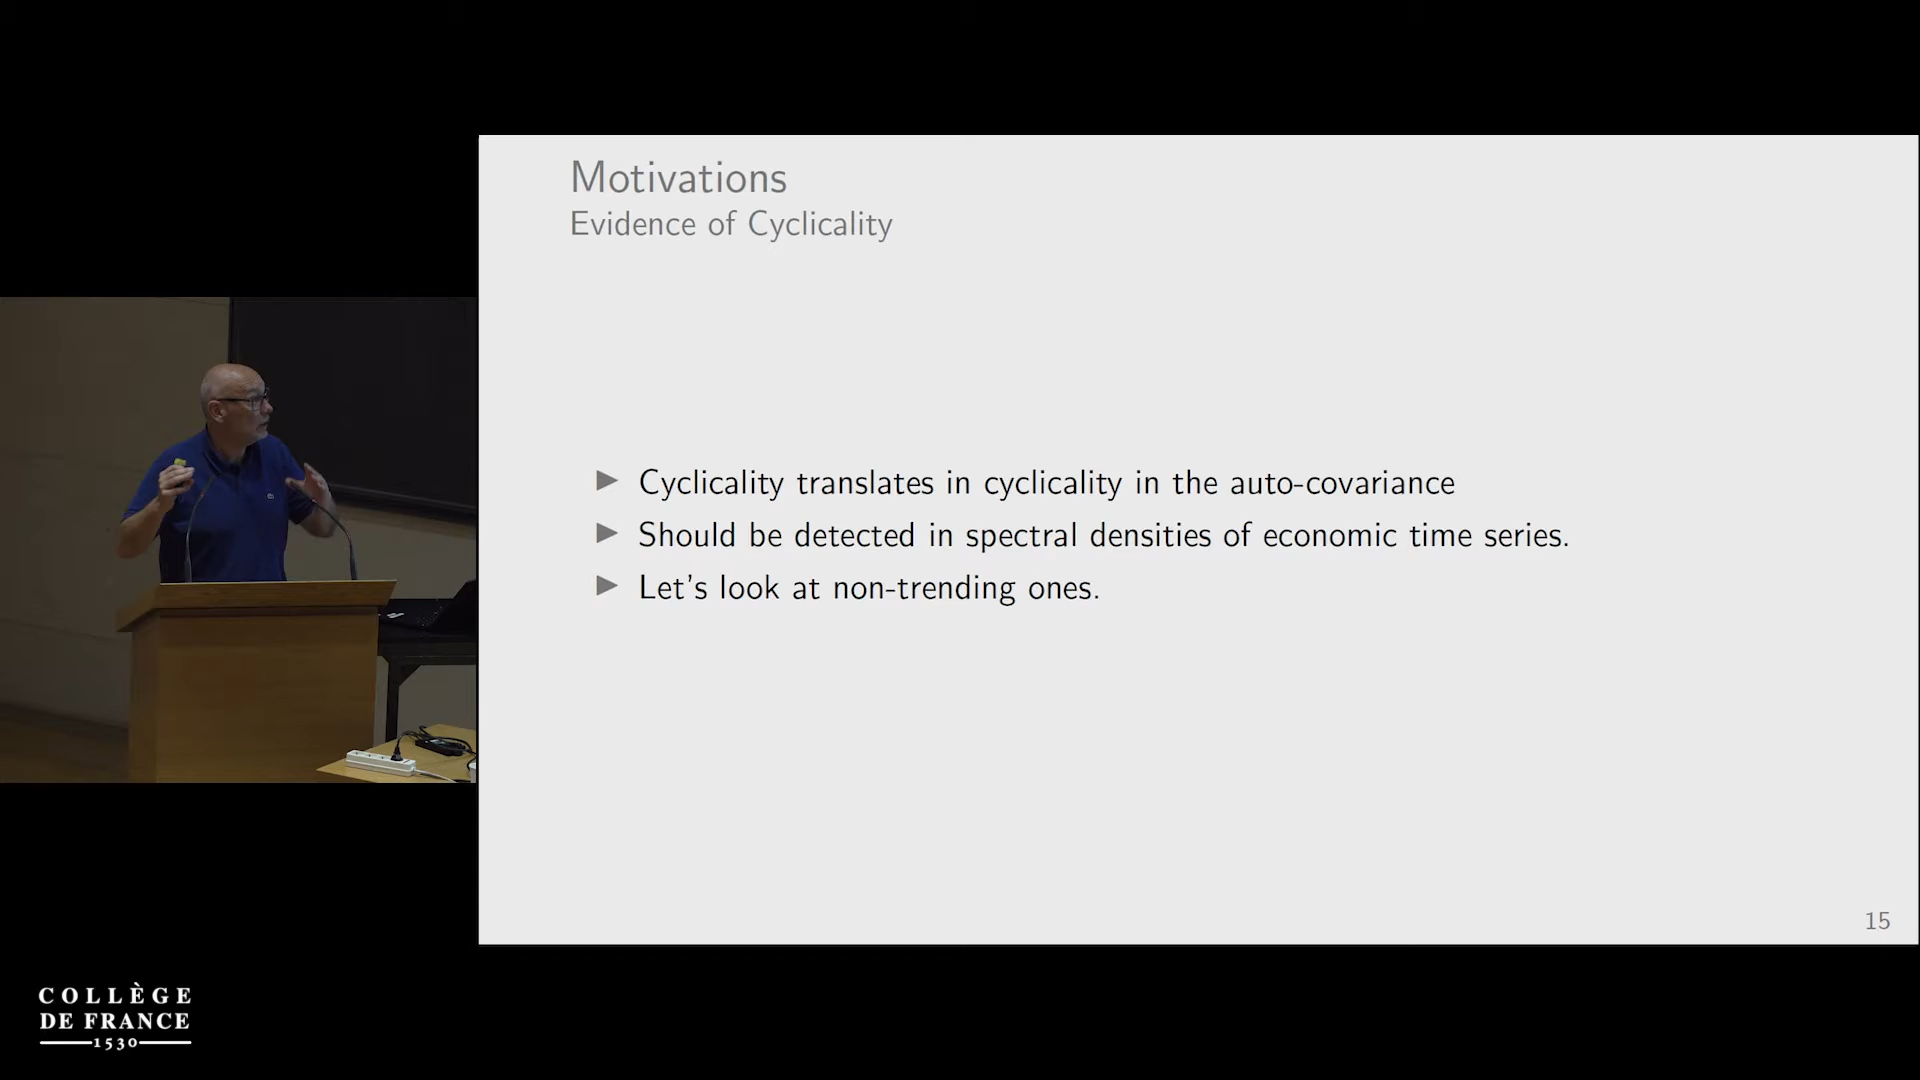 Motivations
Evidence of Cyclicality
Cyclicality translates in cyclicality in the auto-covariance
Should be detected in spectral densities of economic time series.
Let's look at non-trending ones.
15
COLLÈGE
DE FRANCE
1530